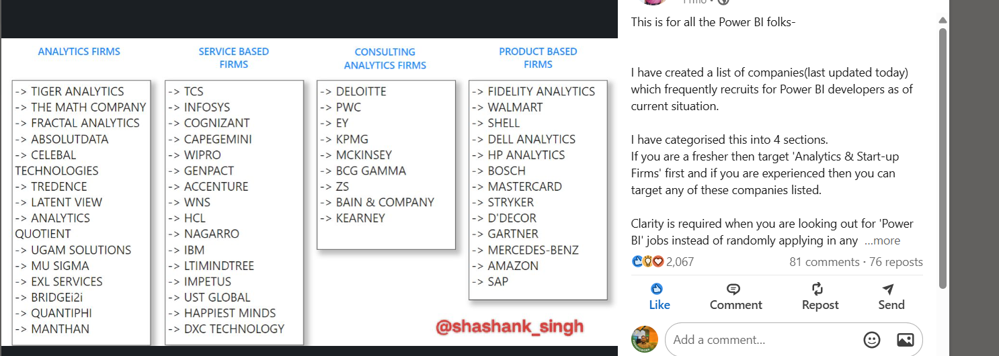 ANALYTICS FIRMS
-> TIGER ANALYTICS
-> THE MATH COMPANY
-> FRACTAL ANALYTICS
-> ABSOLUTDATA
-> CELEBAL
TECHNOLOGIES
-> TREDENCE
-> LATENT VIEW
-> ANALYTICS
QUOTIENT
-> UGAM SOLUTIONS
-> MU SIGMA
-> EXL SERVICES
-> BRIDGEi2i
-> QUANTIPHI
-> MANTHAN
SERVICE BASED
FIRMS
-> TCS
-> INFOSYS
-> COGNIZANT
-> CAPEGEMINI
-> WIPRO
-> GENPACT
-> ACCENTURE
-> WNS
-> HCL
-> NAGARRO
-> IBM
-> LTIMINDTREE
-> IMPETUS
-> UST GLOBAL
-> HAPPIEST MINDS
-> DXC TECHNOLOGY
CONSULTING
ANALYTICS FIRMS
-> DELOITTE
-> PWC
-> EY
-> KPMG
-> MCKINSEY
-> BCG GAMMA
-> ZS
-> BAIN & COMPANY
-> KEARNEY
PRODUCT BASED
FIRMS
-> FIDELITY ANALYTICS
-> WALMART
-> SHELL
-> DELL ANALYTICS
-> HP ANALYTICS
-> BOSCH
-> MASTERCARD
-> STRYKER
-> D'DECOR
-> GARTNER
-> MERCEDES-BENZ
-> AMAZON
-> SAP
@shashank_singh
This is for all the Power BI folks-
I have created a list of companies(last updated today)
which frequently recruits for Power BI developers as of
current situation.
I have categorised this into 4 sections.
If you are a fresher then target 'Analytics & Start-up
Firms' first and if you are experienced then you can
target any of these companies listed.
Clarity is required when you are looking out for 'Power
BI' jobs instead of randomly applying in any ...more
2,067 81 comments · 76 reposts
Like Comment Repost Send
Add a comment...